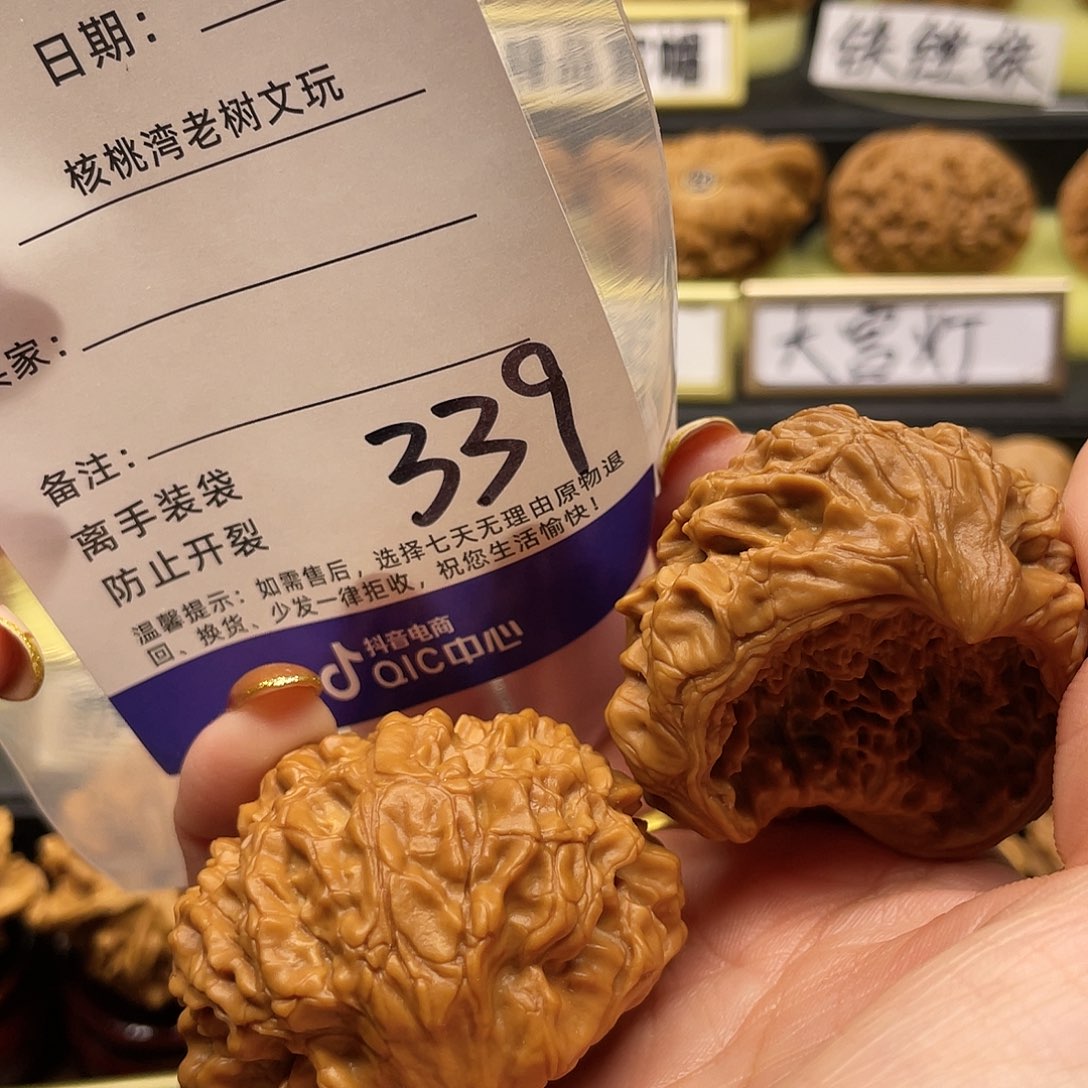 日期：
核桃湾老树文玩
家：
备注：
339
离手装袋
防止开裂
温馨提示：如需售后，选择七天无理由原物退
回、换货、少发一律拒收，祝您生活愉快！
抖音电商
QIC中心
帽
大宫灯